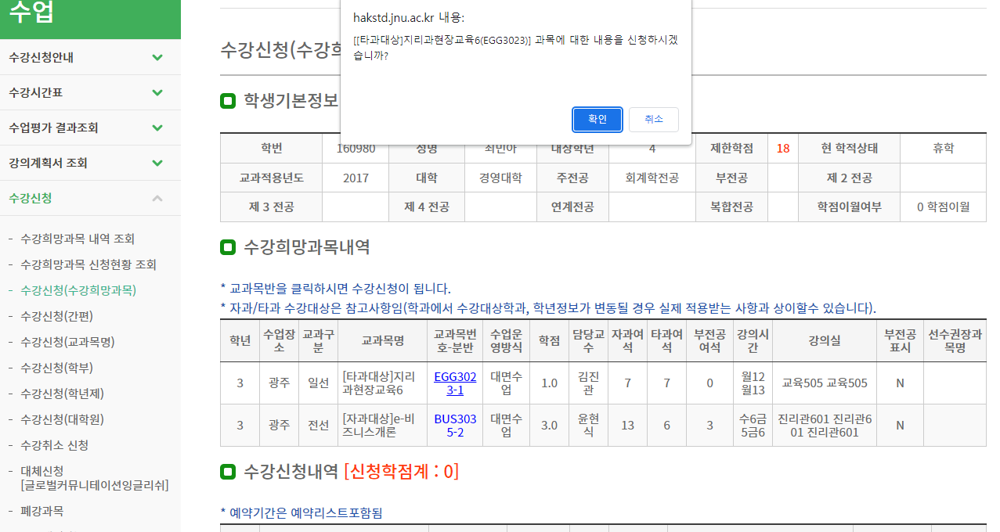 수업
수강신청안내
수강시간표
수업평가 결과조회
강의계획서 조회
수강신청
- 수강희망과목 내역 조회
- 수강희망과목 신청현황 조회
- 수강신청(수강희망과목)
- 수강신청(간편)
- 수강신청(교과목명)
- 수강신청(학부)
- 수강신청(학년제)
- 수강신청(대학원)
- 수강취소 신청
- 대체신청
[글로벌커뮤니테이션잉글리쉬]
- 폐강과목
hakstd.jnu.ac.kr 내용:
[[타과대상]지리과현장교육6(EGG3023)] 과목에 대한 내용을 신청하시겠
습니까?
확인 취소
수강신청(수강희
학생기본정보
학번 160980 성명 최민아 대상학년 4 제한학점 18 현 학적상태 휴학
교과적용년도 2017 대학 경영대학 주전공 회계학전공 부전공 제 2 전공
제 3 전공 제 4 전공 연계전공 복합전공 학점이월여부 0 학점이월
수강희망과목내역
* 교과목반을 클릭하시면 수강신청이 됩니다.
* 자과/타과 수강대상은 참고사항임(학과에서 수강대상학과, 학년정보가 변동될 경우 실제 적용받는 사항과 상이할수 있습니다).
학년 수업장 교과구 교과목명 교과목번 수업운 학점 담당교 자과여 타과여 부전공 강의시 강의실 부전공 선수권장과
소 분 호-분반 영방식 수 석 석 여석 간 표시 목명
3 광주 일선 [타과대상]지리 EGG302 대면수 1.0 김진 7 7 0 월12 교육505 교육505 N
과현장교육6 3-1 업 관 월13
3 광주 전선 [자과대상]e-비 BUS303 대면수 3.0 윤현 13 6 3 수6금 진리관601 진리관6 N
즈니스개론 5-2 업 식 5금6 01 진리관601
수강신청내역 [신청학점계 : 0]
* 예약기간은 예약리스트포함됨